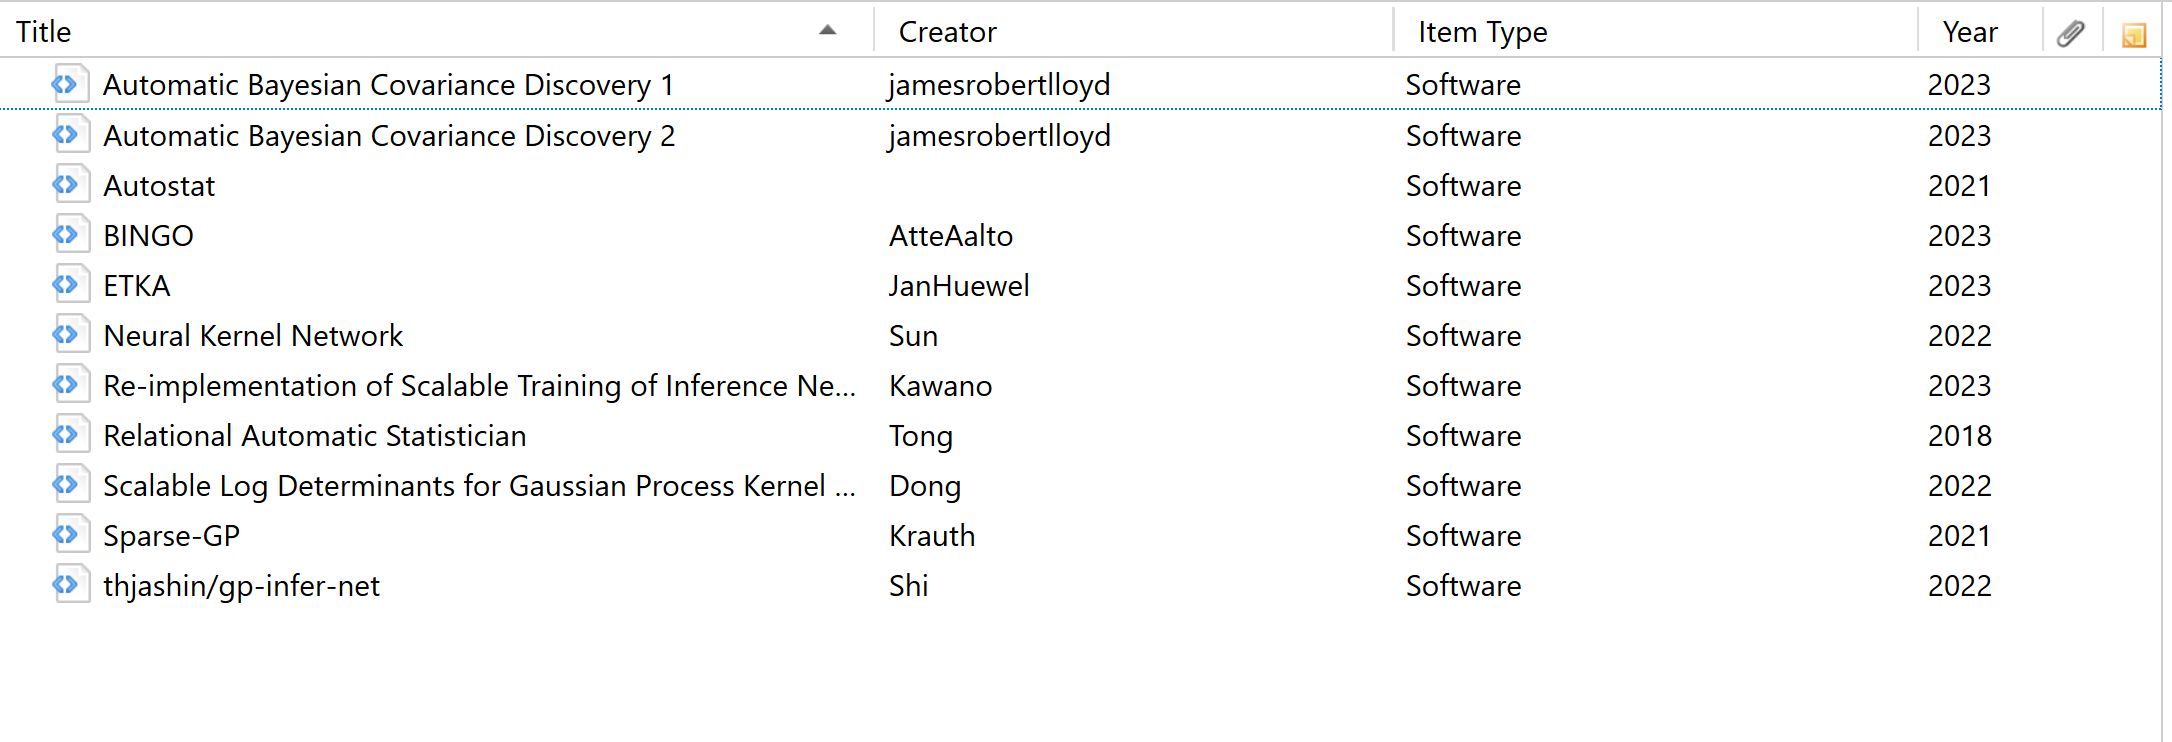 Title Creator Item Type Year
Automatic Bayesian Covariance Discovery 1 jamesrobertlloyd Software 2023
Automatic Bayesian Covariance Discovery 2 jamesrobertlloyd Software 2023
Autostat Software 2021
BINGO AtteAalto Software 2023
ETKA JanHuewel Software 2023
Neural Kernel Network Sun Software 2022
Re-implementation of Scalable Training of Inference Ne... Kawano Software 2023
Relational Automatic Statistician Tong Software 2018
Scalable Log Determinants for Gaussian Process Kernel ... Dong Software 2022
Sparse-GP Krauth Software 2021
thjashin/gp-infer-net Shi Software 2022